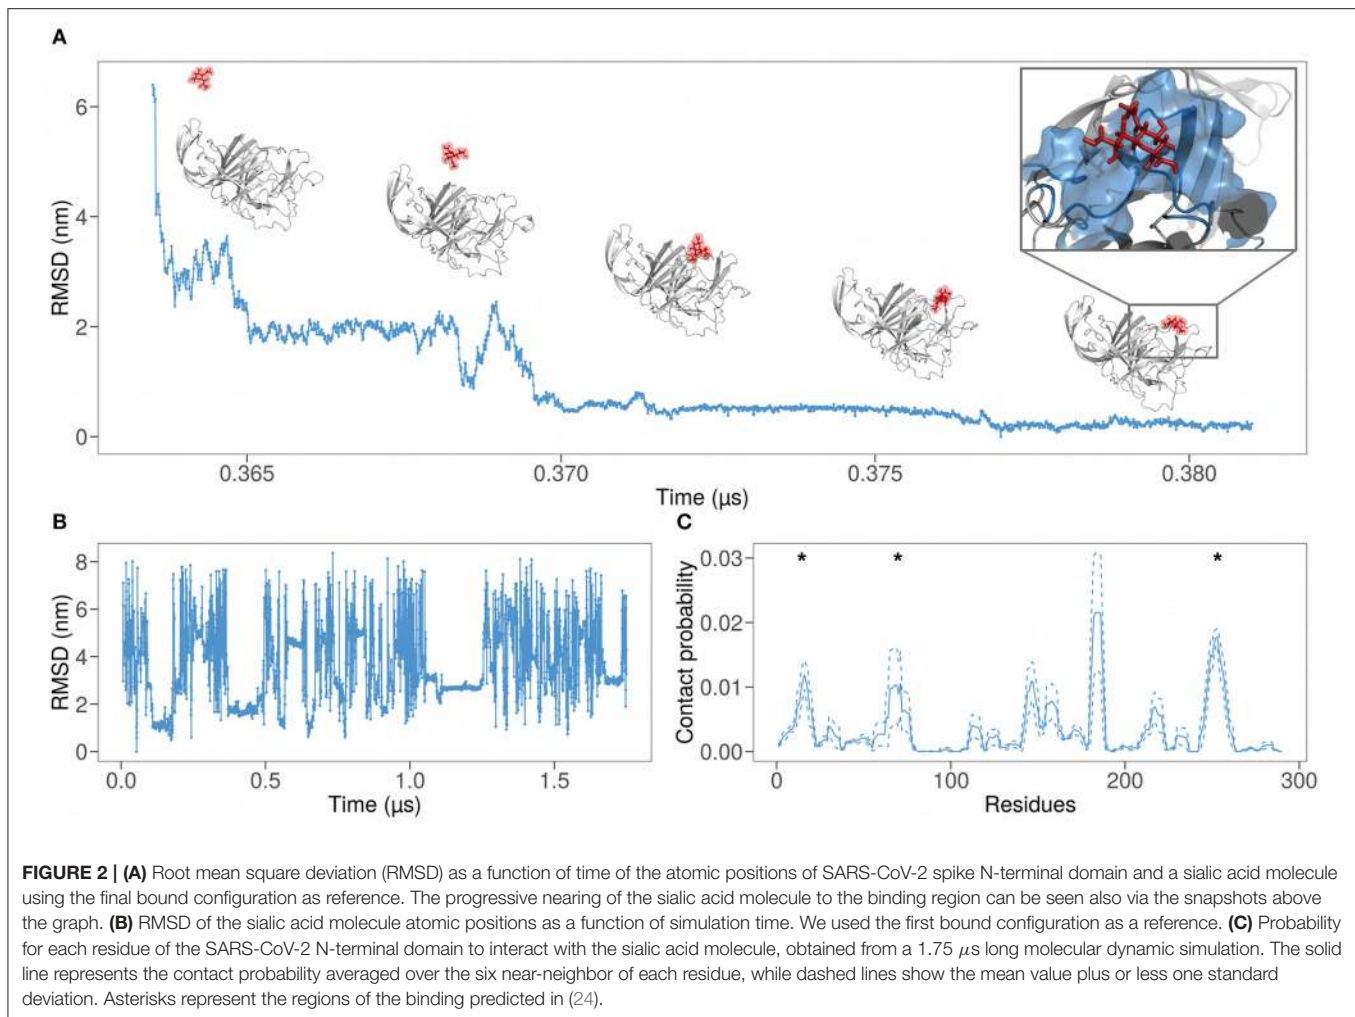 A
6
4
2
0
RMSD (nm)
0.365
0.370
0.375
0.380
Time (µs)
B
8
6
4
2
0
RMSD (nm)
0.0
0.5
1.0
1.5
Time (µs)
C
0.03
0.02
0.01
0.00
Contact probability
* * *
0
100
200
300
Residues
FIGURE 2 | (A) Root mean square deviation (RMSD) as a function of time of the atomic positions of SARS-CoV-2 spike N-terminal domain and a sialic acid molecule
using the final bound configuration as reference. The progressive nearing of the sialic acid molecule to the binding region can be seen also via the snapshots above
the graph. (B) RMSD of the sialic acid molecule atomic positions as a function of simulation time. We used the first bound configuration as a reference. (C) Probability
for each residue of the SARS-CoV-2 N-terminal domain to interact with the sialic acid molecule, obtained from a 1.75 µs long molecular dynamic simulation. The solid
line represents the contact probability averaged over the six near-neighbor of each residue, while dashed lines show the mean value plus or less one standard
deviation. Asterisks represent the regions of the binding predicted in (24).